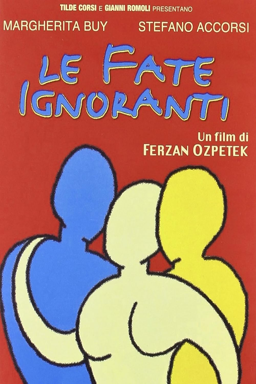 TILDE CORSI E GIANNI ROMOLI PRESENTANO
MARGHERITA BUY STEFANO ACCORSI
LE FATE
IGNORANTI
Un film di
FERZAN OZPETEK